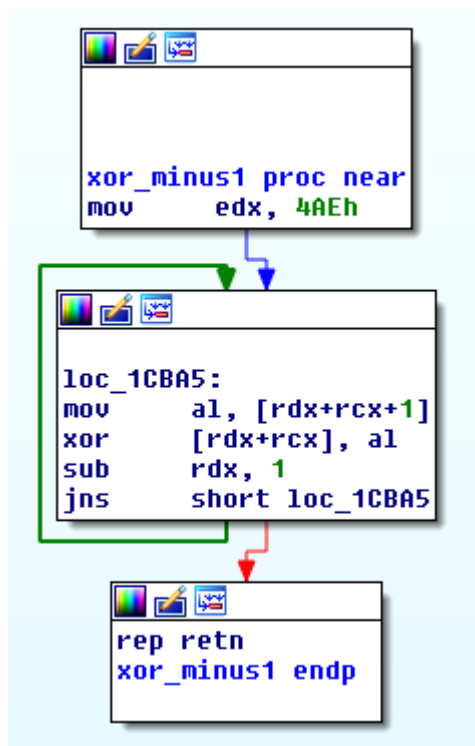 xor_minus1 proc near
mov edx, 4AEh
loc_1CBA5:
mov al, [rdx+rcx+1]
xor [rdx+rcx], al
sub rdx, 1
jns short loc_1CBA5
rep retn
xor_minus1 endp